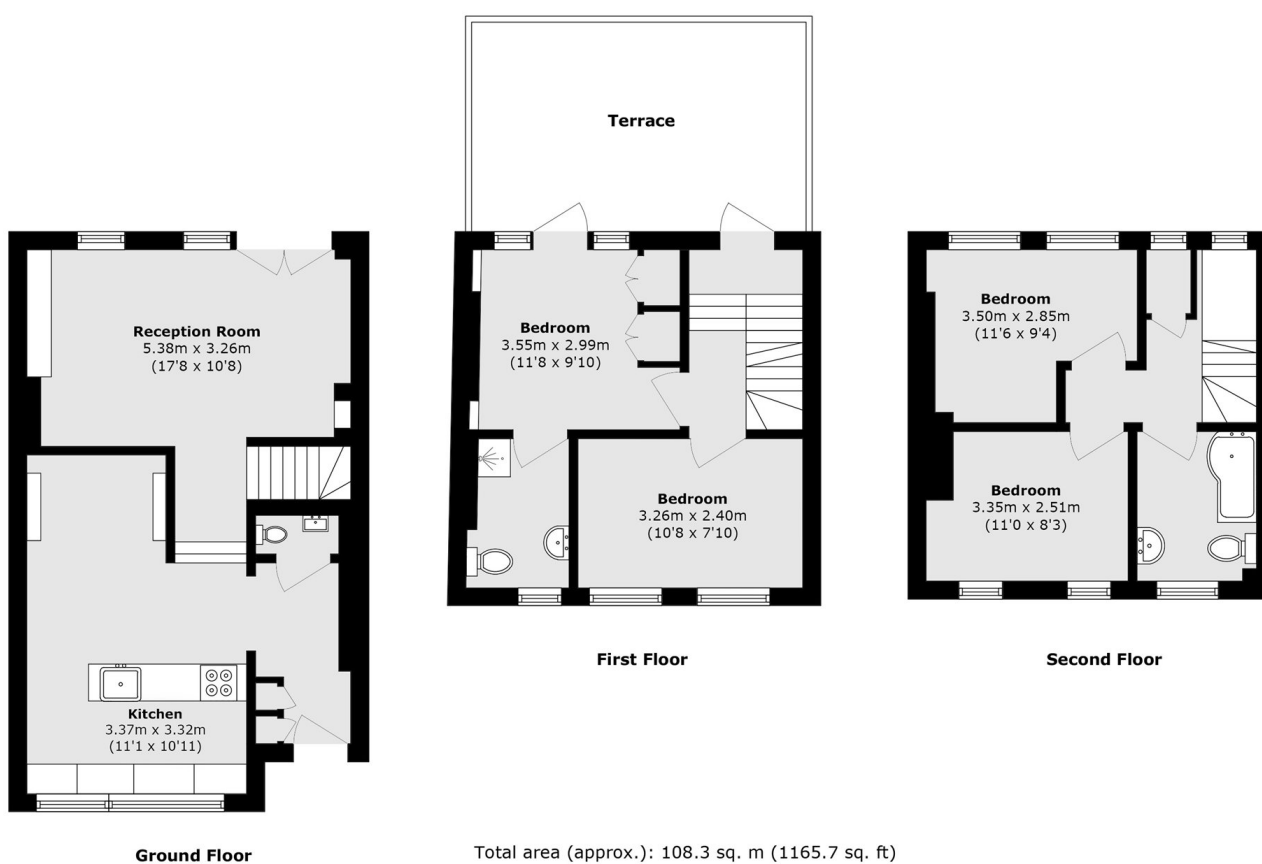 Terrace
Reception Room
5.38m x 3.26m
(17'8 x 10'8)
Kitchen
3.37m x 3.32m
(11'1 x 10'11)
Ground Floor
Bedroom
3.55m x 2.99m
(11'8 x 9'10)
Bedroom
3.26m x 2.40m
(10'8 x 7'10)
First Floor
Bedroom
3.50m x 2.85m
(11'6 x 9'4)
Bedroom
3.35m x 2.51m
(11'0 x 8'3)
Second Floor
Total area (approx.): 108.3 sq. m (1165.7 sq. ft)